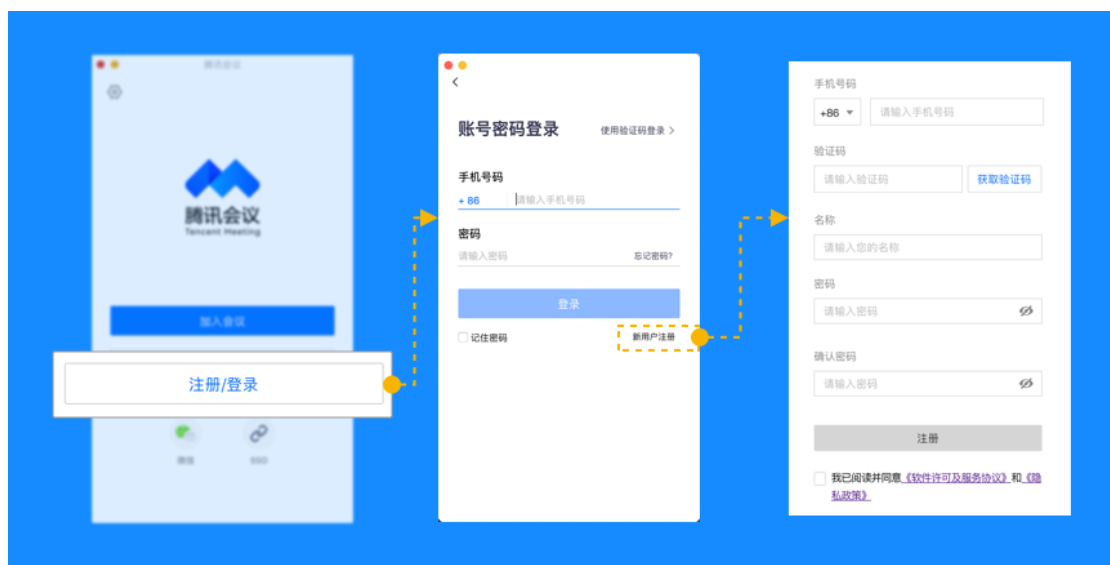 腾讯会议
腾讯会议
Tencent Meeting
加入会议
注册/登录
微信
SSO
账号密码登录
使用验证码登录 >
手机号码
+ 86
请输入手机号码
密码
请输入密码
忘记密码?
登录
记住密码
新用户注册
手机号码
+86
请输入手机号码
验证码
请输入验证码
获取验证码
名称
请输入您的名称
密码
请输入密码
确认密码
请输入密码
注册
我已阅读并同意《软件许可及服务协议》和《隐
私政策》